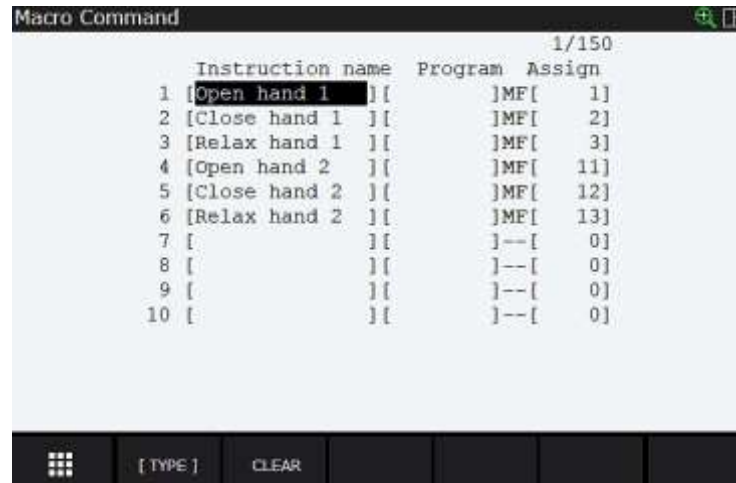 Macro Command
1/150
Instruction name Program Assign
1 [Open hand 1 ][ ]MF[ 1]
2 [Close hand 1 ][ ]MF[ 2]
3 [Relax hand 1 ][ ]MF[ 3]
4 [Open hand 2 ][ ]MF[ 11]
5 [Close hand 2 ][ ]MF[ 12]
6 [Relax hand 2 ][ ]MF[ 13]
7 [ ][ ]--[ 0]
8 [ ][ ]--[ 0]
9 [ ][ ]--[ 0]
10 [ ][ ]--[ 0]
[ TYPE ] CLEAR